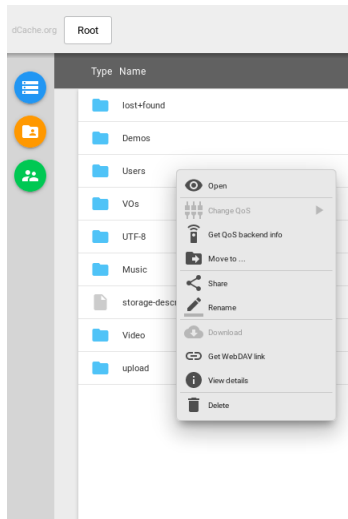 dCache.org Root
Type Name
lost+found
Demos
Users
VOs
UTF-8
Music
storage-desc
Video
upload
Open
Change QoS
Get QoS backend info
Move to ...
Share
Rename
Download
Get WebDAV link
View details
Delete